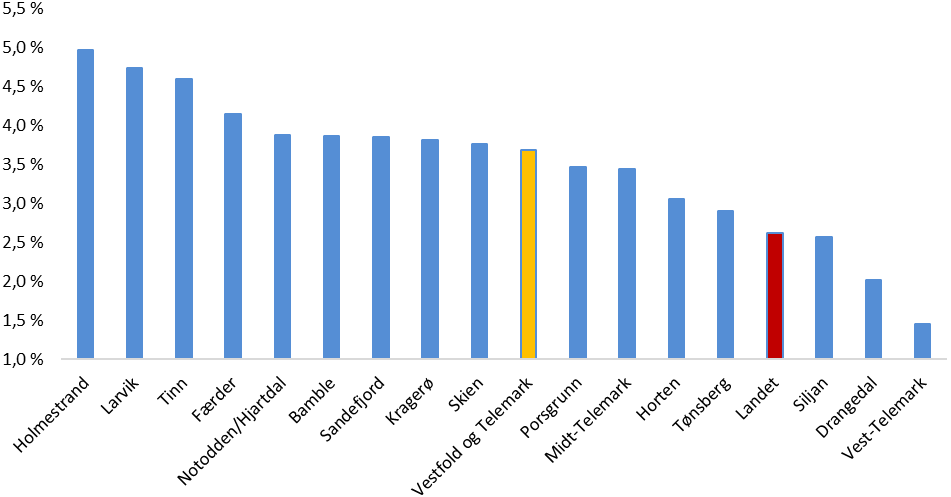 5,5 %
5,0 %
4,5 %
4,0 %
3,5 %
3,0 %
2,5 %
2,0 %
1,5 %
1,0 %
Holmestrand
Larvik
Tinn
Færder
Notodden/Hjartdal
Bamble
Sandefjord
Kragerø
Skien
Vestfold og Telemark
Porsgrunn
Midt-Telemark
Horten
Tønsberg
Landet
Siljan
Drangedal
Vest-Telemark